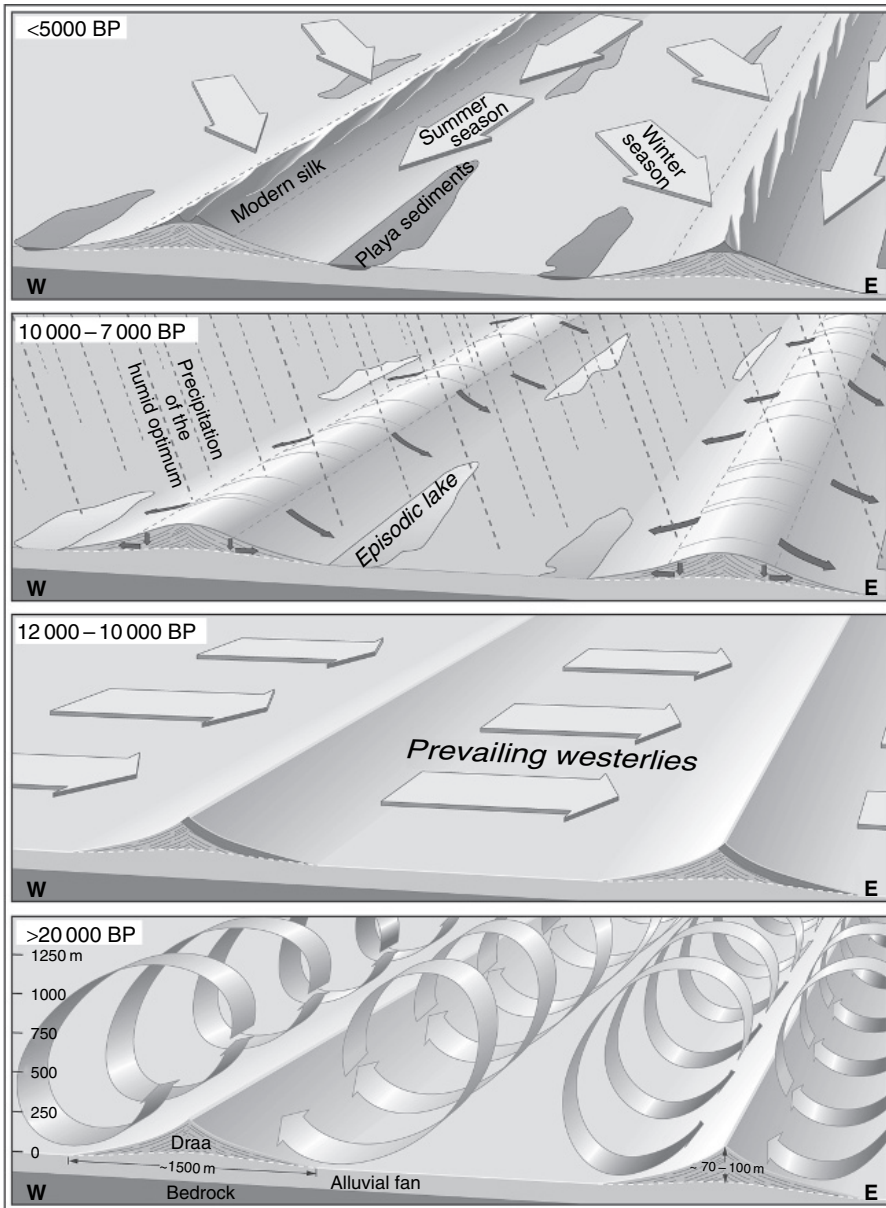 <5000 BP
Summer
season
Winter
season
Modern silk
Playa sediments
W
E
10 000 – 7 000 BP
Precipitation
of the
humid optimum
Episodic lake
W
E
12 000 – 10 000 BP
Prevailing westerlies
W
E
>20 000 BP
1250 m
1000
750
500
250
0
Draa
~1500 m
~ 70 – 100 m
Alluvial fan
W
Bedrock
E